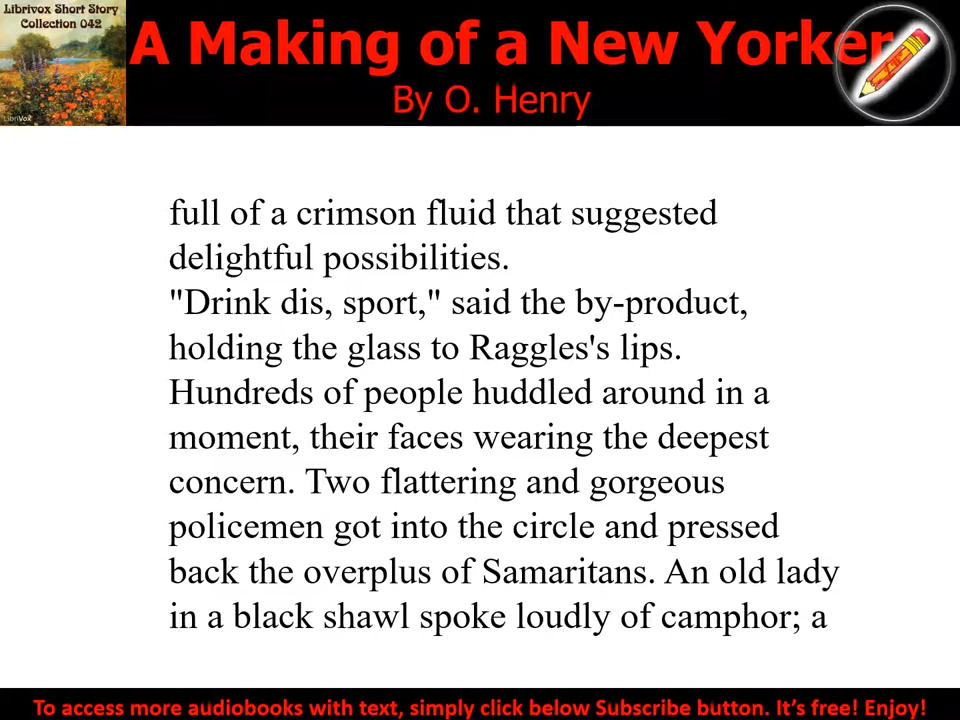 Librivox Short Story
Collection 042
LibriVox
A Making of a New Yorker
By O. Henry
full of a crimson fluid that suggested
delightful possibilities.
"Drink dis, sport," said the by-product,
holding the glass to Raggles's lips.
Hundreds of people huddled around in a
moment, their faces wearing the deepest
concern. Two flattering and gorgeous
policemen got into the circle and pressed
back the overplus of Samaritans. An old lady
in a black shawl spoke loudly of camphor; a
To access more audiobooks with text, simply click below Subscribe button. It's free! Enjoy!